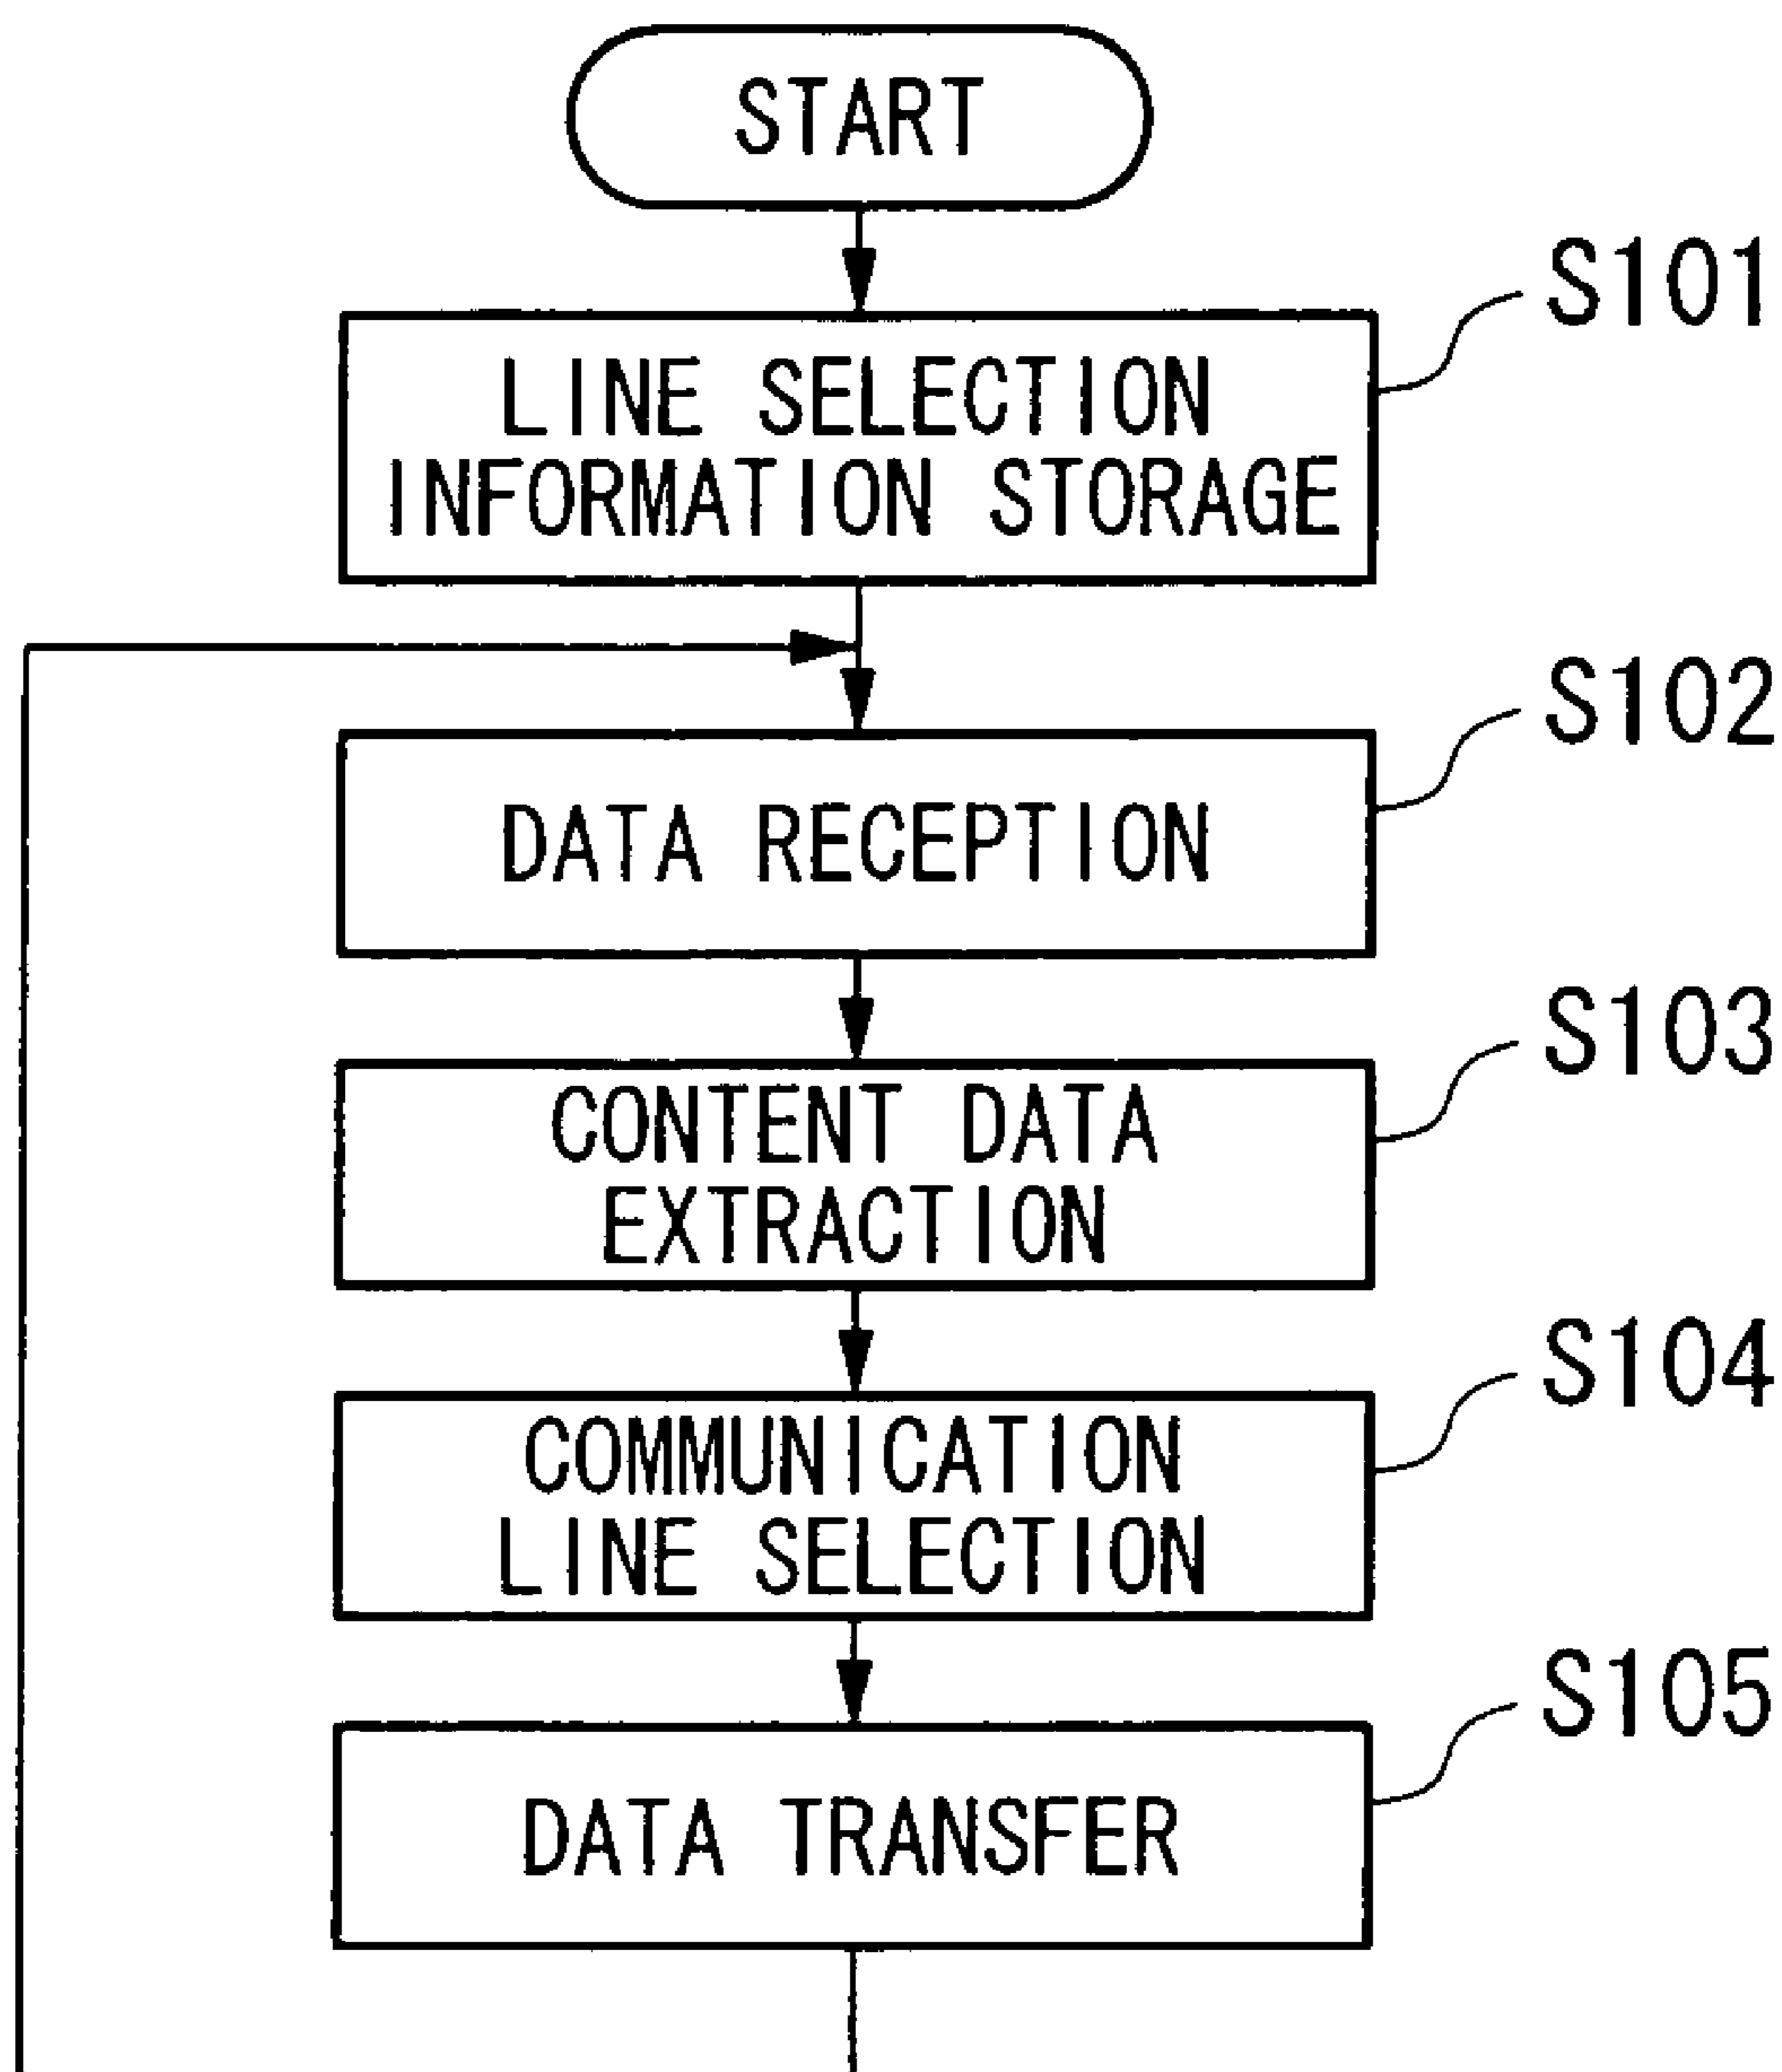 START
S101
LINE SELECTION
INFORMATION STORAGE
S102
DATA RECEPTION
S103
CONTENT DATA
EXTRACTION
S104
COMMUNICATION
LINE SELECTION
S105
DATA TRANSFER